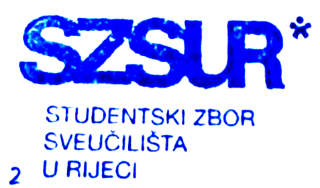 SZSUR*
STUDENTSKI ZBOR
SVEUČILIŠTA
2 U RIJECI